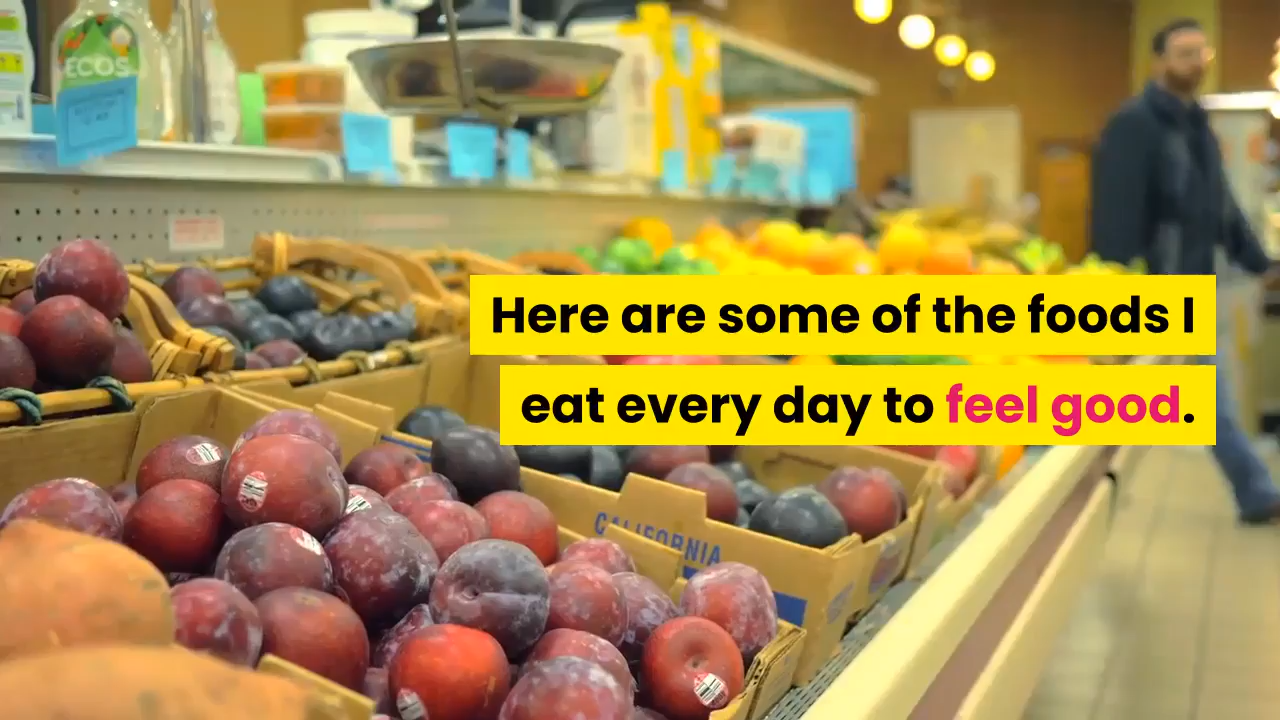 ECOS
Here are some of the foods I
eat every day to feel good.
CALIFORNIA